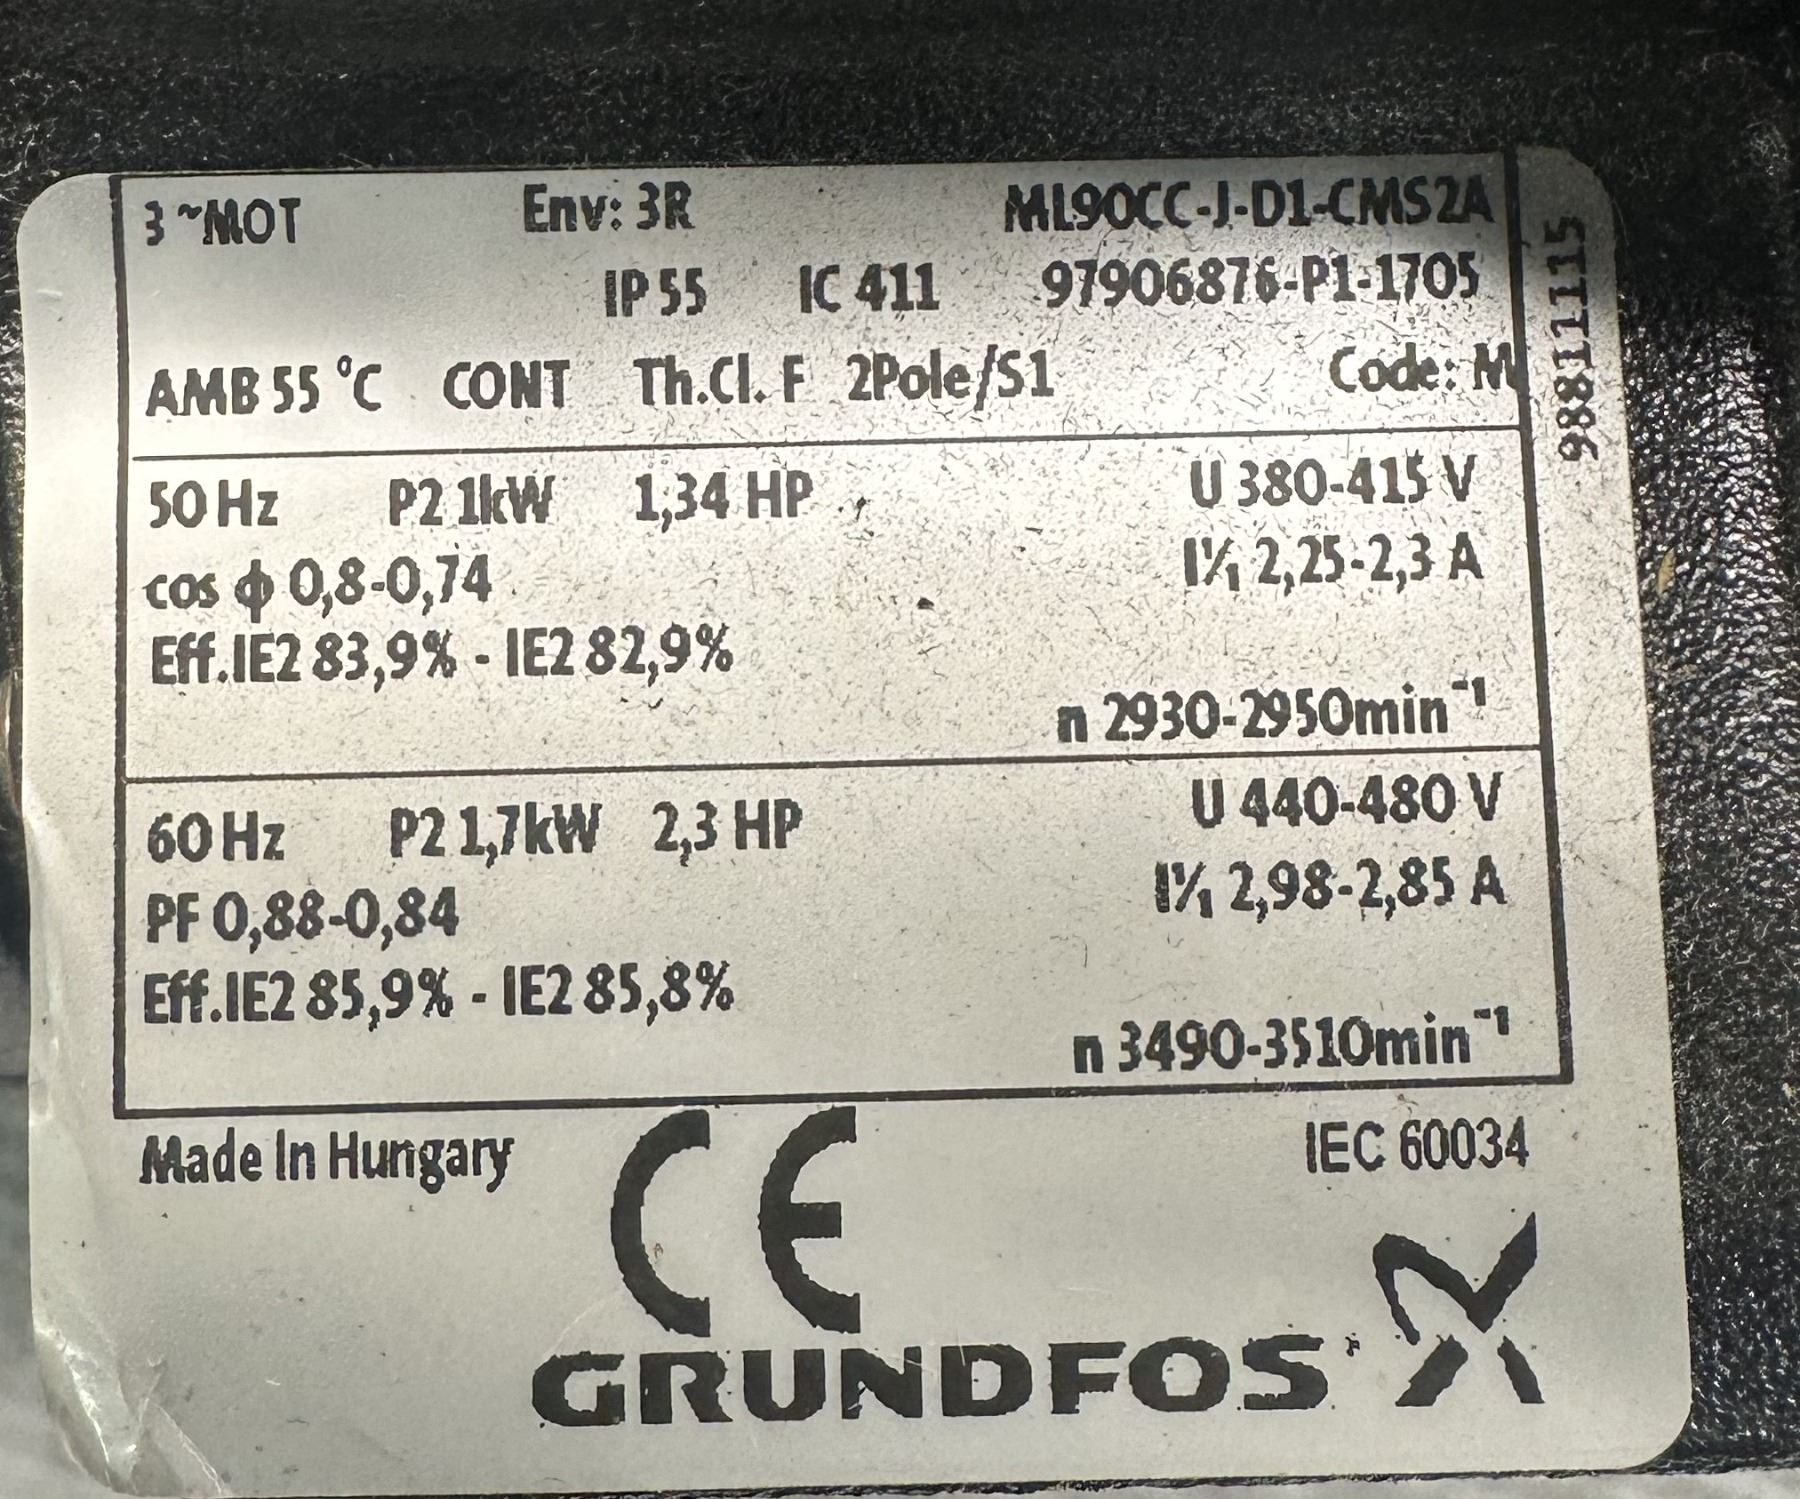 3 ~MOT Env: 3R ML90CC-J-D1-CMS2A
IP 55 IC 411 97906876-P1-1705
AMB 55 °C CONT Th.Cl. F 2Pole/S1 Code: M
98811115
50 Hz P2 1kW 1,34 HP U 380-415 V
cos ϕ 0,8-0,74 I¹/₁ 2,25-2,3 A
Eff.IE2 83,9% - IE2 82,9%
n 2930-2950min⁻¹
60 Hz P2 1,7kW 2,3 HP U 440-480 V
PF 0,88-0,84 I¹/₁ 2,98-2,85 A
Eff.IE2 85,9% - IE2 85,8%
n 3490-3510min⁻¹
Made In Hungary CE IEC 60034
GRUNDFOS